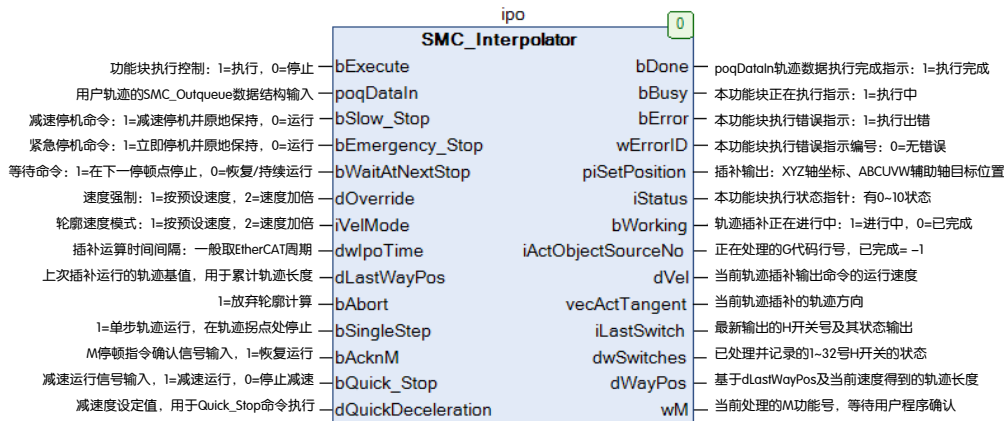 ipo
0
SMC_Interpolator
功能块执行控制：1=执行，0=停止 bExecute bDone poqDataIn轨迹数据执行完成指示：1=执行完成
用户轨迹的SMC_Outqueue数据结构输入 poqDataIn bBusy 本功能块正在执行指示：1=执行中
减速停机命令：1=减速停机并原地保持，0=运行 bSlow_Stop bError 本功能块执行错误指示：1=执行出错
紧急停机命令：1=立即停机并原地保持，0=运行 bEmergency_Stop wErrorID 本功能块执行错误指示编号：0=无错误
等待命令：1=在下一停顿点停止，0=恢复/持续运行 bWaitAtNextStop piSetPosition 插补输出：XYZ轴坐标、ABCUVW辅助轴目标位置
速度强制：1=按预设速度，2=速度加倍 dOverride iStatus 本功能块执行状态指针：有0~10状态
轮廓速度模式：1=按预设速度，2=速度加倍 iVelMode bWorking 轨迹插补正在进行中：1=进行中，0=已完成
插补运算时间间隔：一般取EtherCAT周期 dwIpoTime iActObjectSourceNo 正在处理的G代码行号，已完成= -1
上次插补运行的轨迹基值，用于累计轨迹长度 dLastWayPos dVel 当前轨迹插补输出命令的运行速度
1=放弃轮廓计算 bAbort vecActTangent 当前轨迹插补的轨迹方向
1=单步轨迹运行，在轨迹拐点处停止 bSingleStep iLastSwitch 最新输出的H开关号及其状态输出
M停顿指令确认信号输入，1=恢复运行 bAcknM dwSwitches 已处理并记录的1~32号H开关的状态
减速运行信号输入，1=减速运行，0=停止减速 bQuick_Stop dWayPos 基于dLastWayPos及当前速度得到的轨迹长度
减速度设定值，用于Quick_Stop命令执行 dQuickDeceleration wM 当前处理的M功能号，等待用户程序确认